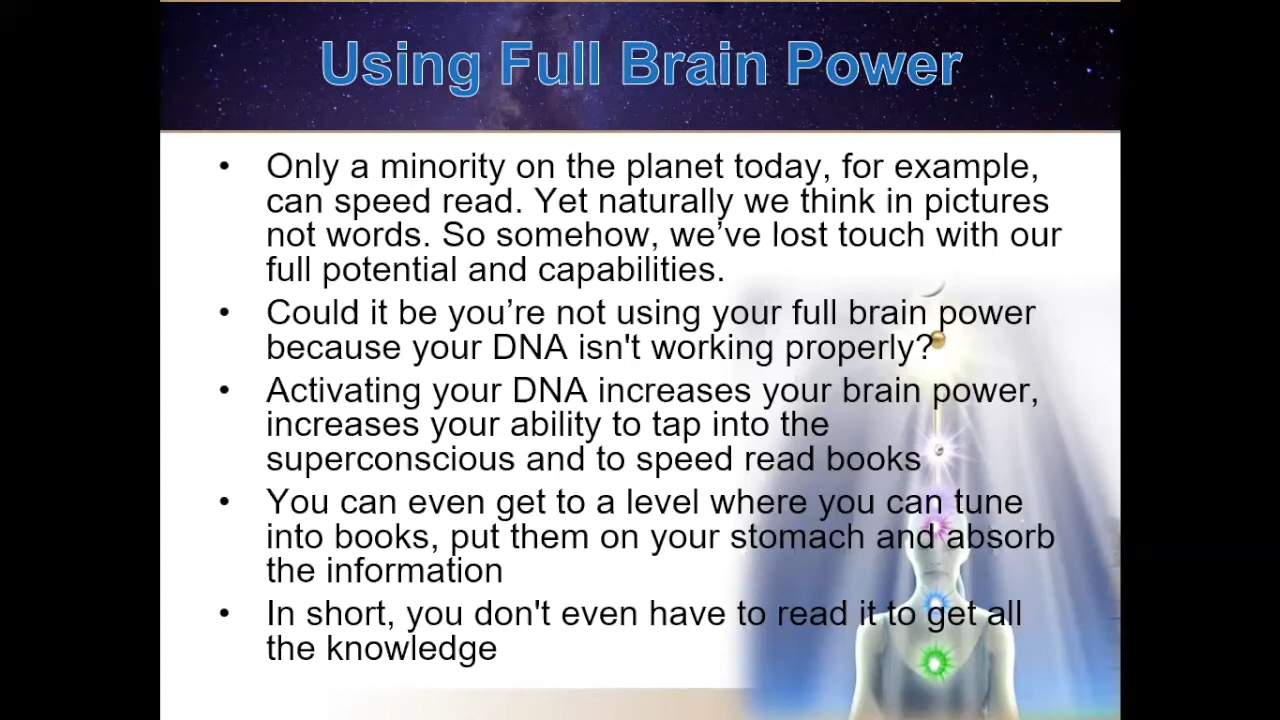 Using Full Brain Power
• Only a minority on the planet today, for example,
can speed read. Yet naturally we think in pictures
not words. So somehow, we’ve lost touch with our
full potential and capabilities.
• Could it be you’re not using your full brain power
because your DNA isn't working properly?
• Activating your DNA increases your brain power,
increases your ability to tap into the
superconscious and to speed read books
• You can even get to a level where you can tune
into books, put them on your stomach and absorb
the information
• In short, you don't even have to read it to get all
the knowledge